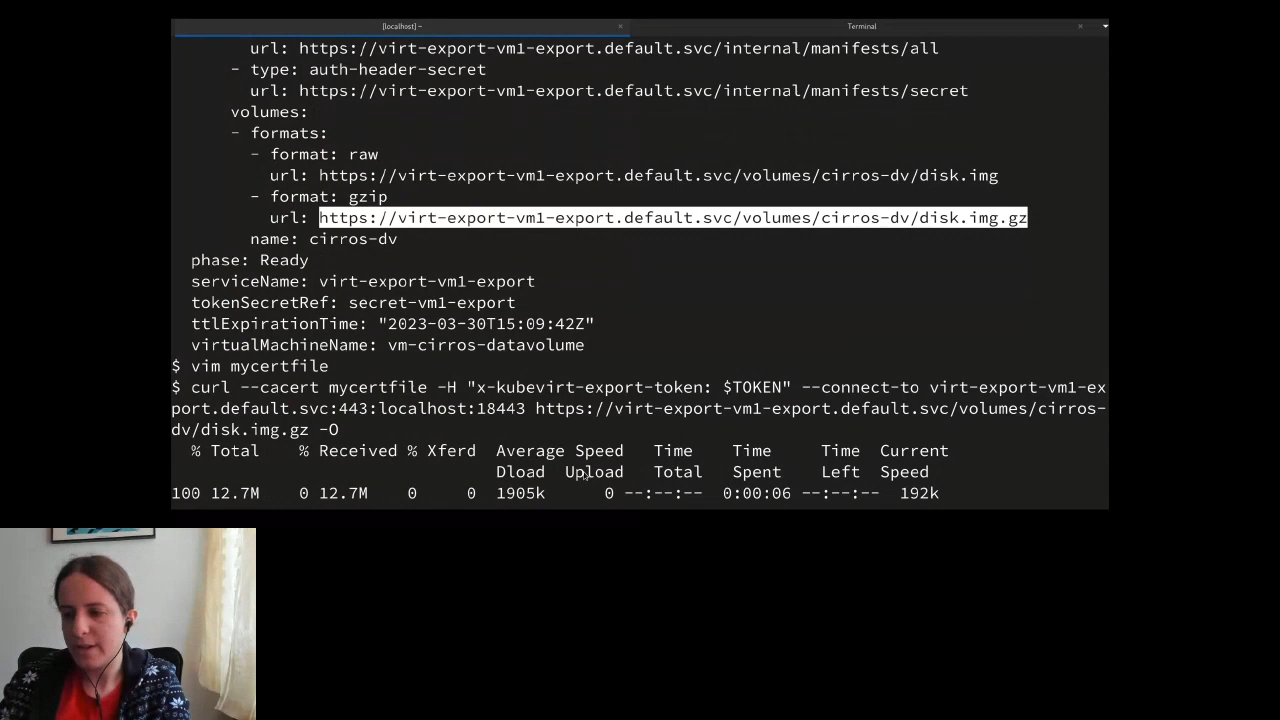 [localhost] ~
Terminal
url: https://virt-export-vm1-export.default.svc/internal/manifests/all
- type: auth-header-secret
url: https://virt-export-vm1-export.default.svc/internal/manifests/secret
volumes:
- formats:
- format: raw
url: https://virt-export-vm1-export.default.svc/volumes/cirros-dv/disk.img
- format: gzip
url: https://virt-export-vm1-export.default.svc/volumes/cirros-dv/disk.img.gz
name: cirros-dv
phase: Ready
serviceName: virt-export-vm1-export
tokenSecretRef: secret-vm1-export
ttlExpirationTime: "2023-03-30T15:09:42Z"
virtualMachineName: vm-cirros-datavolume
$ vim mycertfile
$ curl --cacert mycertfile -H "x-kubevirt-export-token: $TOKEN" --connect-to virt-export-vm1-ex
port.default.svc:443:localhost:18443 https://virt-export-vm1-export.default.svc/volumes/cirros-
dv/disk.img.gz -O
% Total % Received % Xferd Average Speed Time Time Time Current
Dload Upload Total Spent Left Speed
100 12.7M 0 12.7M 0 0 1905k 0 --:--:-- 0:00:06 --:--:-- 192k